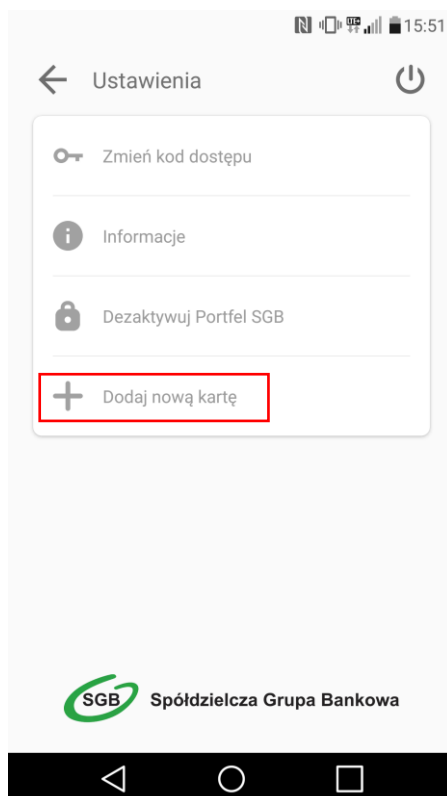 15:51
Ustawienia
Zmień kod dostępu
Informacje
Dezaktywuj Portfel SGB
Dodaj nową kartę
SGB Spółdzielcza Grupa Bankowa